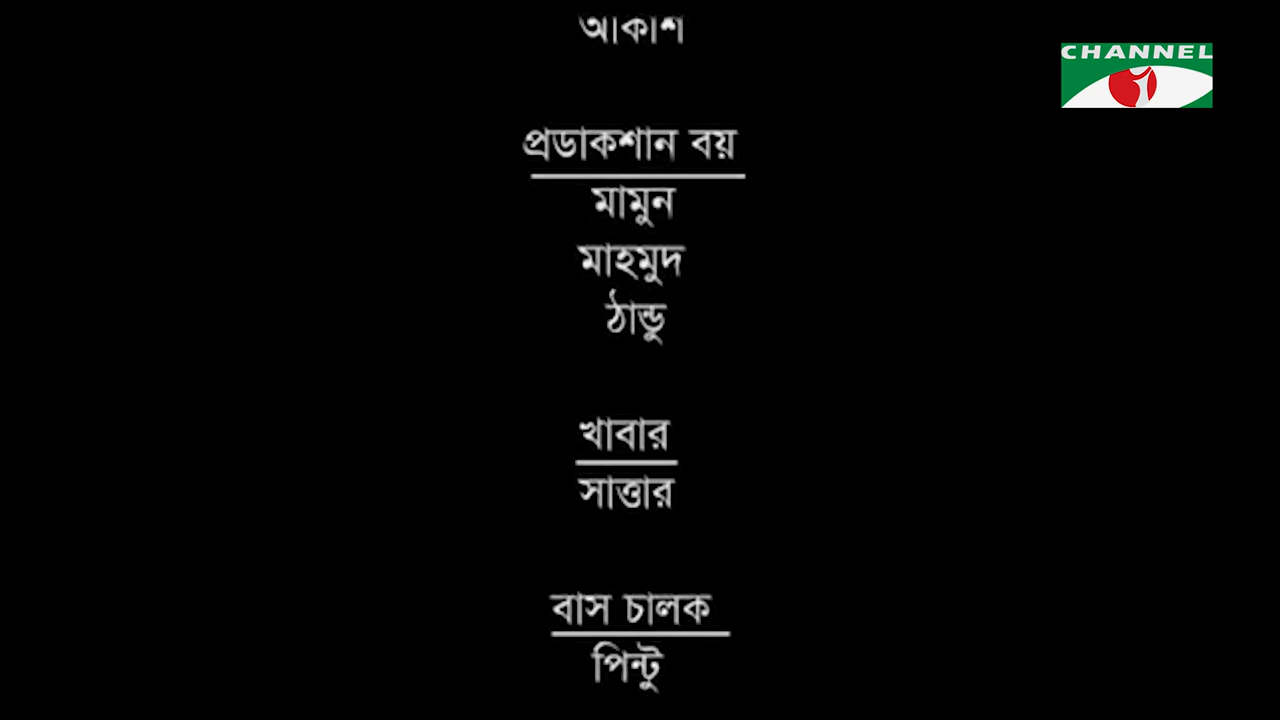 আকাশ
CHANNEL
প্রডাকশান বয়
মামুন
মাহমুদ
ঠান্ডু
খাবার
সাত্তার
বাস চালক
পিন্টু